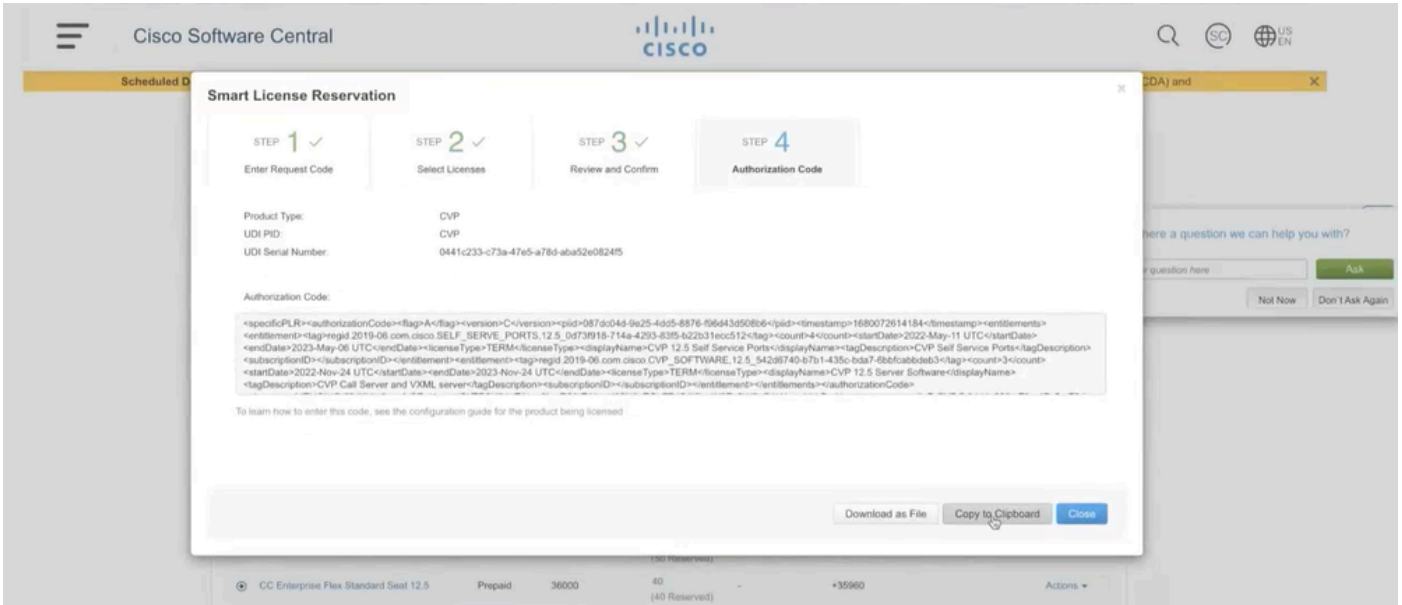 Cisco Software Central
CISCO
SC
US
EN
Scheduled D
CDA) and
Smart License Reservation
STEP 1
Enter Request Code
STEP 2
Select Licenses
STEP 3
Review and Confirm
STEP 4
Authorization Code
Product Type: CVP
UDI PID: CVP
UDI Serial Number: 0441c233-c73a-47e5-a78d-aba52e0824f5
Authorization Code:
<specificPLR><authorizationCode><flag>A</flag><version>C</version><piid>087dc04d-9e25-4dd5-8876-f96d43d508b6</piid><timestamp>1680072614184</timestamp><entitlements>
<entitlement><tag>regid.2019-06.com.cisco.SELF_SERVE_PORTS,12.5_0d73f918-714a-4293-83f5-b22b31ecc512</tag><count>4</count><startDate>2022-May-11 UTC</startDate>
<endDate>2023-May-06 UTC</endDate><licenseType>TERM</licenseType><displayName>CVP 12.5 Self Service Ports</displayName><tagDescription>CVP Self Service Ports</tagDescription>
<subscriptionID></subscriptionID></entitlement><entitlement><tag>regid.2019-06.com.cisco.CVP_SOFTWARE,12.5_542d6740-b7b1-435c-bda7-6bbfcabbdeb3</tag><count>3</count>
<startDate>2022-Nov-24 UTC</startDate><endDate>2023-Nov-24 UTC</endDate><licenseType>TERM</licenseType><displayName>CVP 12.5 Server Software</displayName>
<tagDescription>CVP Call Server and VXML server</tagDescription><subscriptionID></subscriptionID></entitlement></entitlements></authorizationCode>
To learn how to enter this code, see the configuration guide for the product being licensed
here a question we can help you with?
question here
Ask
Not Now
Don't Ask Again
Download as File
Copy to Clipboard
Close
(50 Reserved)
CC Enterprise Flex Standard Seat 12.5 Prepaid 36000 40 - +35960 Actions
(40 Reserved)